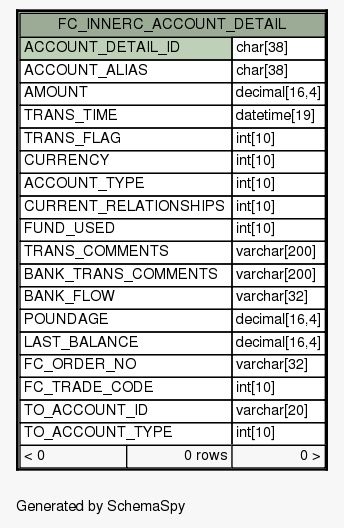 FC_INNERC_ACCOUNT_DETAIL
ACCOUNT_DETAIL_ID char[38]
ACCOUNT_ALIAS char[38]
AMOUNT decimal[16,4]
TRANS_TIME datetime[19]
TRANS_FLAG int[10]
CURRENCY int[10]
ACCOUNT_TYPE int[10]
CURRENT_RELATIONSHIPS int[10]
FUND_USED int[10]
TRANS_COMMENTS varchar[200]
BANK_TRANS_COMMENTS varchar[200]
BANK_FLOW varchar[32]
POUNDAGE decimal[16,4]
LAST_BALANCE decimal[16,4]
FC_ORDER_NO varchar[32]
FC_TRADE_CODE int[10]
TO_ACCOUNT_ID varchar[20]
TO_ACCOUNT_TYPE int[10]
< 0 0 rows 0 >
Generated by SchemaSpy